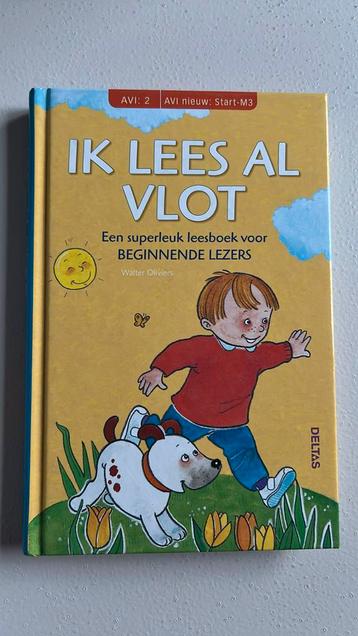 AVI: 2 AVI nieuw: Start-M3
IK LEES AL
VLOT
Een superleuk leesboek voor
BEGINNENDE LEZERS
Walter Oliviers
DELTAS